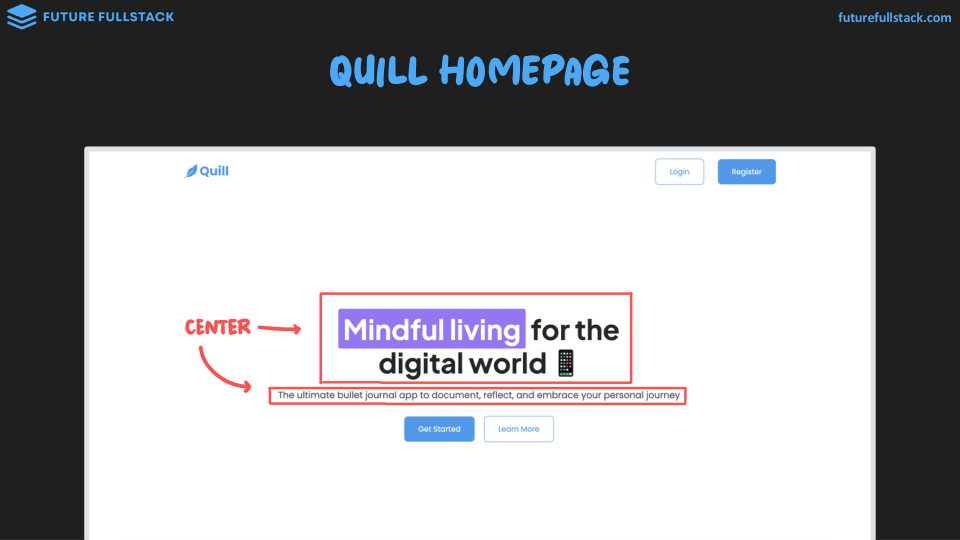 FUTURE FULLSTACK
futurefullstack.com
QUILL HOMEPAGE
Quill
Login
Register
CENTER
Mindful living for the
digital world 📱
The ultimate bullet journal app to document, reflect, and embrace your personal journey
Get Started
Learn More